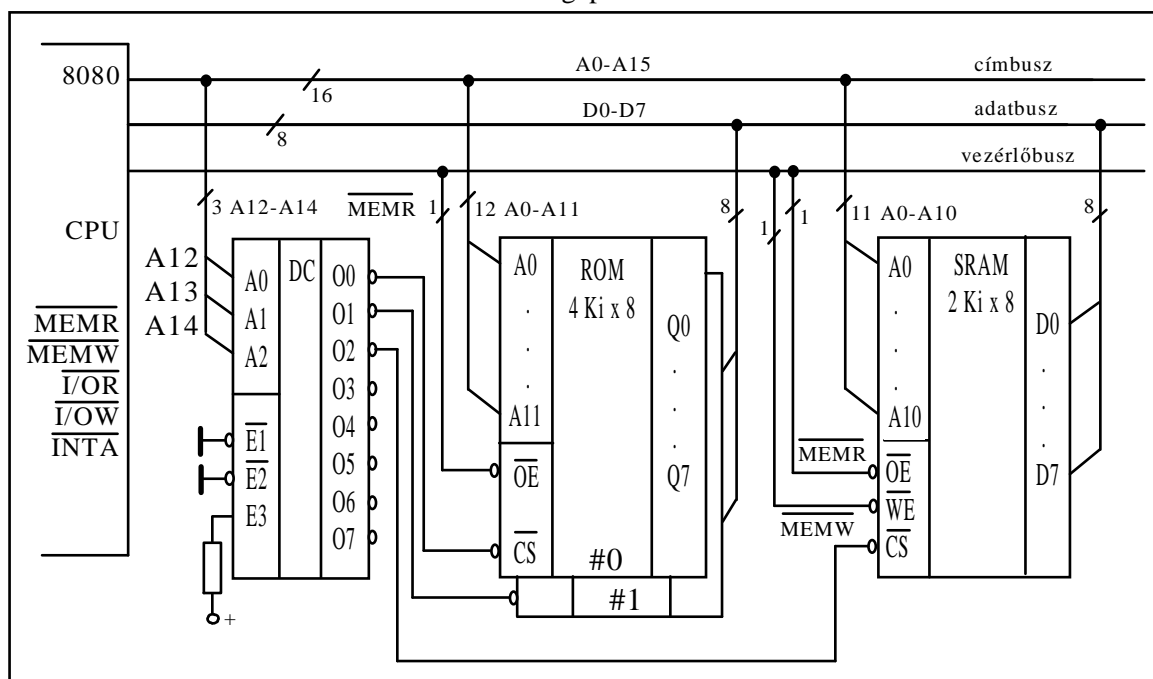 8080
A0-A15
címbusz
16
D0-D7
adatbusz
8
vezérlőbusz
3 A12-A14
MEMR
1
12 A0-A11
8
1
1
11 A0-A10
8
CPU
A12
A13
A14
MEMR
MEMW
I/OR
I/OW
INTA
A0
A1
A2
DC
E1
E2
E3
O0
O1
O2
O3
O4
O5
O6
O7
+
A0
.
.
.
A11
OE
CS
ROM
4 Ki x 8
#0
#1
Q0
.
.
.
Q7
MEMR
MEMW
A0
.
.
.
A10
OE
WE
CS
SRAM
2 Ki x 8
D0
.
.
.
D7